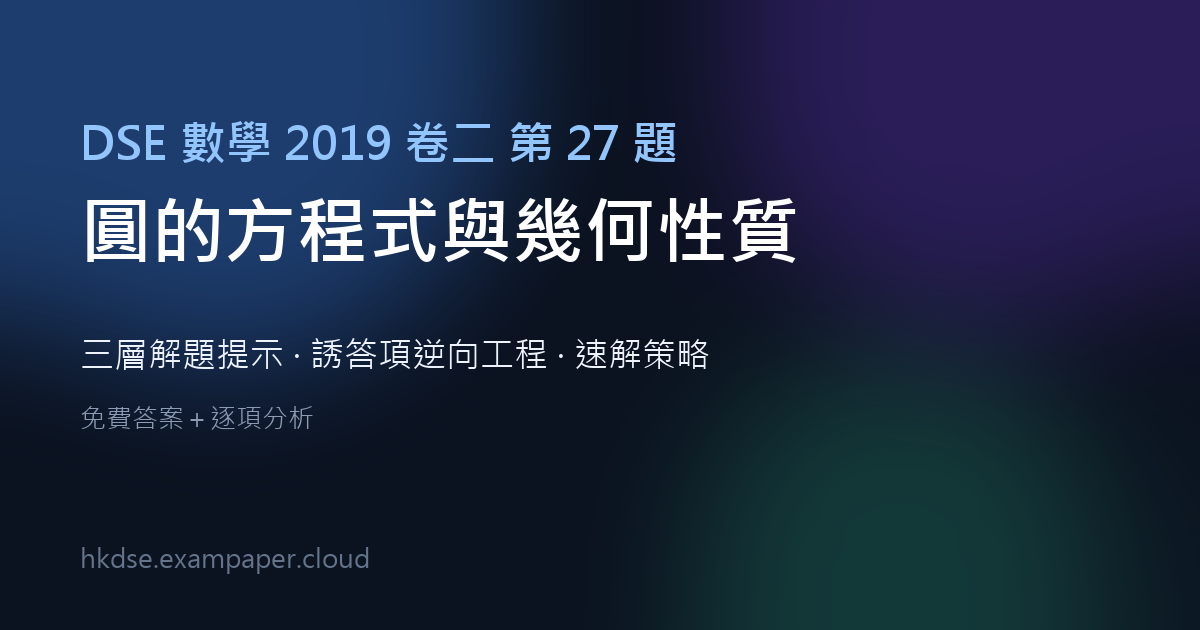 DSE 數學 2019 卷二 第 27 題
圓的方程式與幾何性質
三層解題提示 · 誘答項逆向工程 · 速解策略
免費答案 + 逐項分析
hkdse.exampaper.cloud